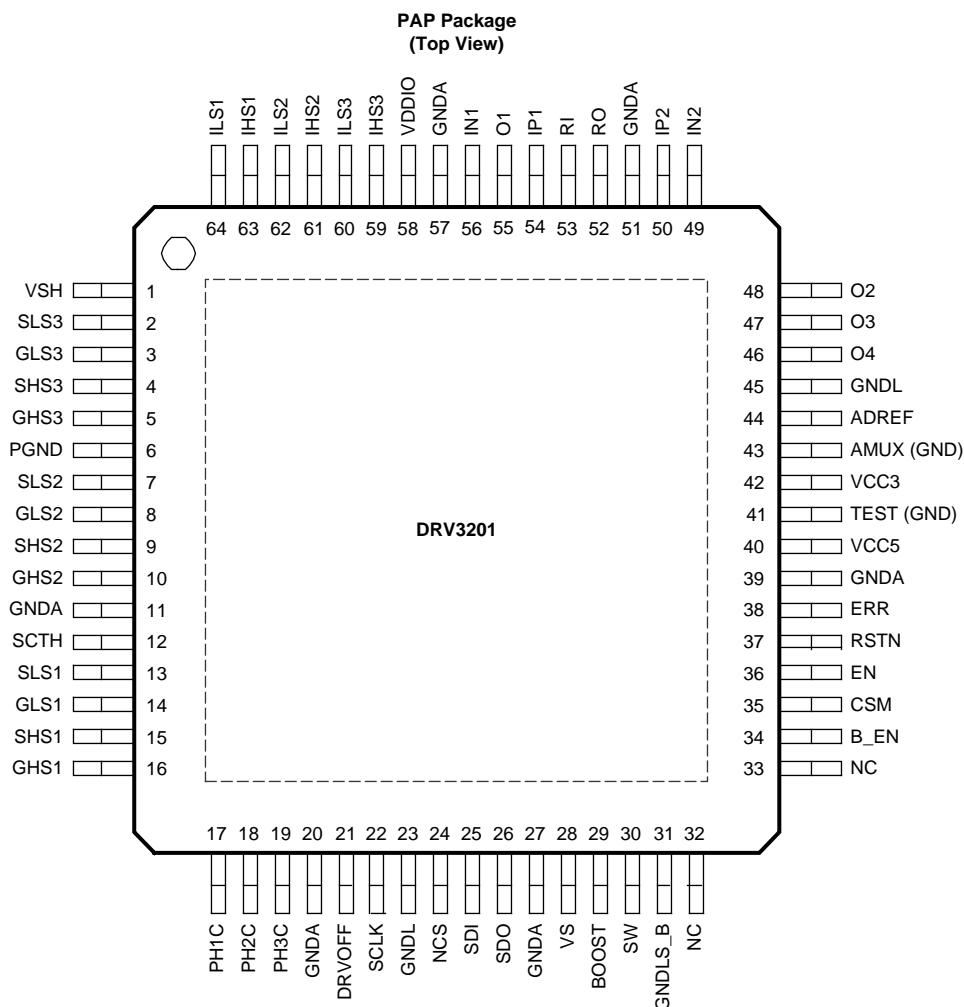 PAP Package
(Top View)
ILS1
IHS1
ILS2
IHS2
ILS3
IHS3
VDDIO
GNDA
IN1
O1
IP1
RI
RO
GNDA
IP2
IN2
64 63 62 61 60 59 58 57 56 55 54 53 52 51 50 49
VSH 1
SLS3 2
GLS3 3
SHS3 4
GHS3 5
PGND 6
SLS2 7
GLS2 8
SHS2 9
GHS2 10
GNDA 11
SCTH 12
SLS1 13
GLS1 14
SHS1 15
GHS1 16
DRV3201
48 O2
47 O3
46 O4
45 GNDL
44 ADREF
43 AMUX (GND)
42 VCC3
41 TEST (GND)
40 VCC5
39 GNDA
38 ERR
37 RSTN
36 EN
35 CSM
34 B_EN
33 NC
17 18 19 20 21 22 23 24 25 26 27 28 29 30 31 32
PH1C
PH2C
PH3C
GNDA
DRVOFF
SCLK
GNDL
NCS
SDI
SDO
GNDA
VS
BOOST
SW
GNDLS_B
NC